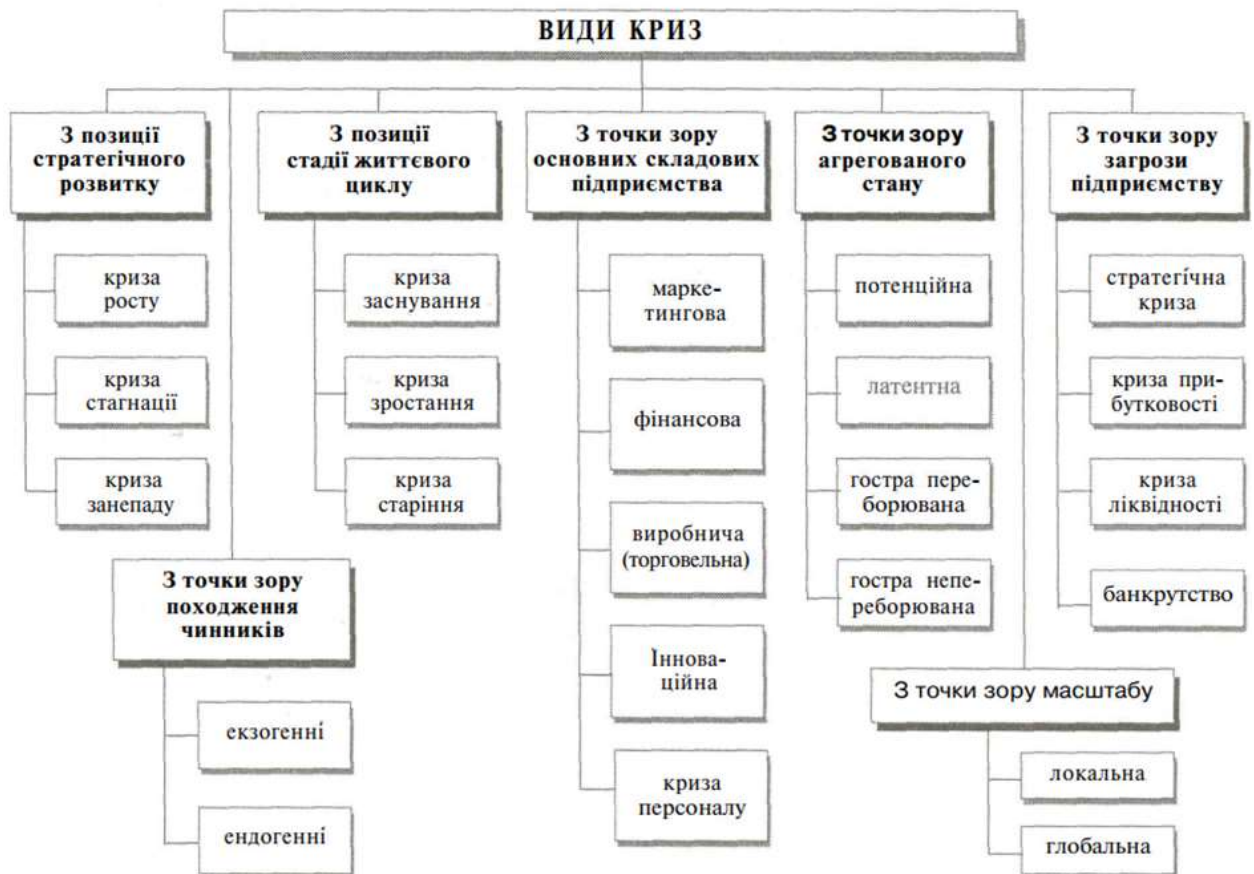 ВИДИ КРИЗ
З позиції
стратегічного
розвитку
криза
росту
криза
стагнації
криза
занепаду
З точки зору
походження
чинників
екзогенні
ендогенні
З позиції
стадії життєвого
циклу
криза
заснування
криза
зростання
криза
старіння
З точки зору
основних складових
підприємства
марке-
тингова
фінансова
виробнича
(торговельна)
Іннова-
ційна
криза
персоналу
З точки зору
агрегованого
стану
потенційна
латентна
гостра пере-
борювана
гостра непе-
реборювана
З точки зору
загрози
підприємству
стратегічна
криза
криза при-
бутковості
криза
ліквідності
банкрутство
З точки зору масштабу
локальна
глобальна